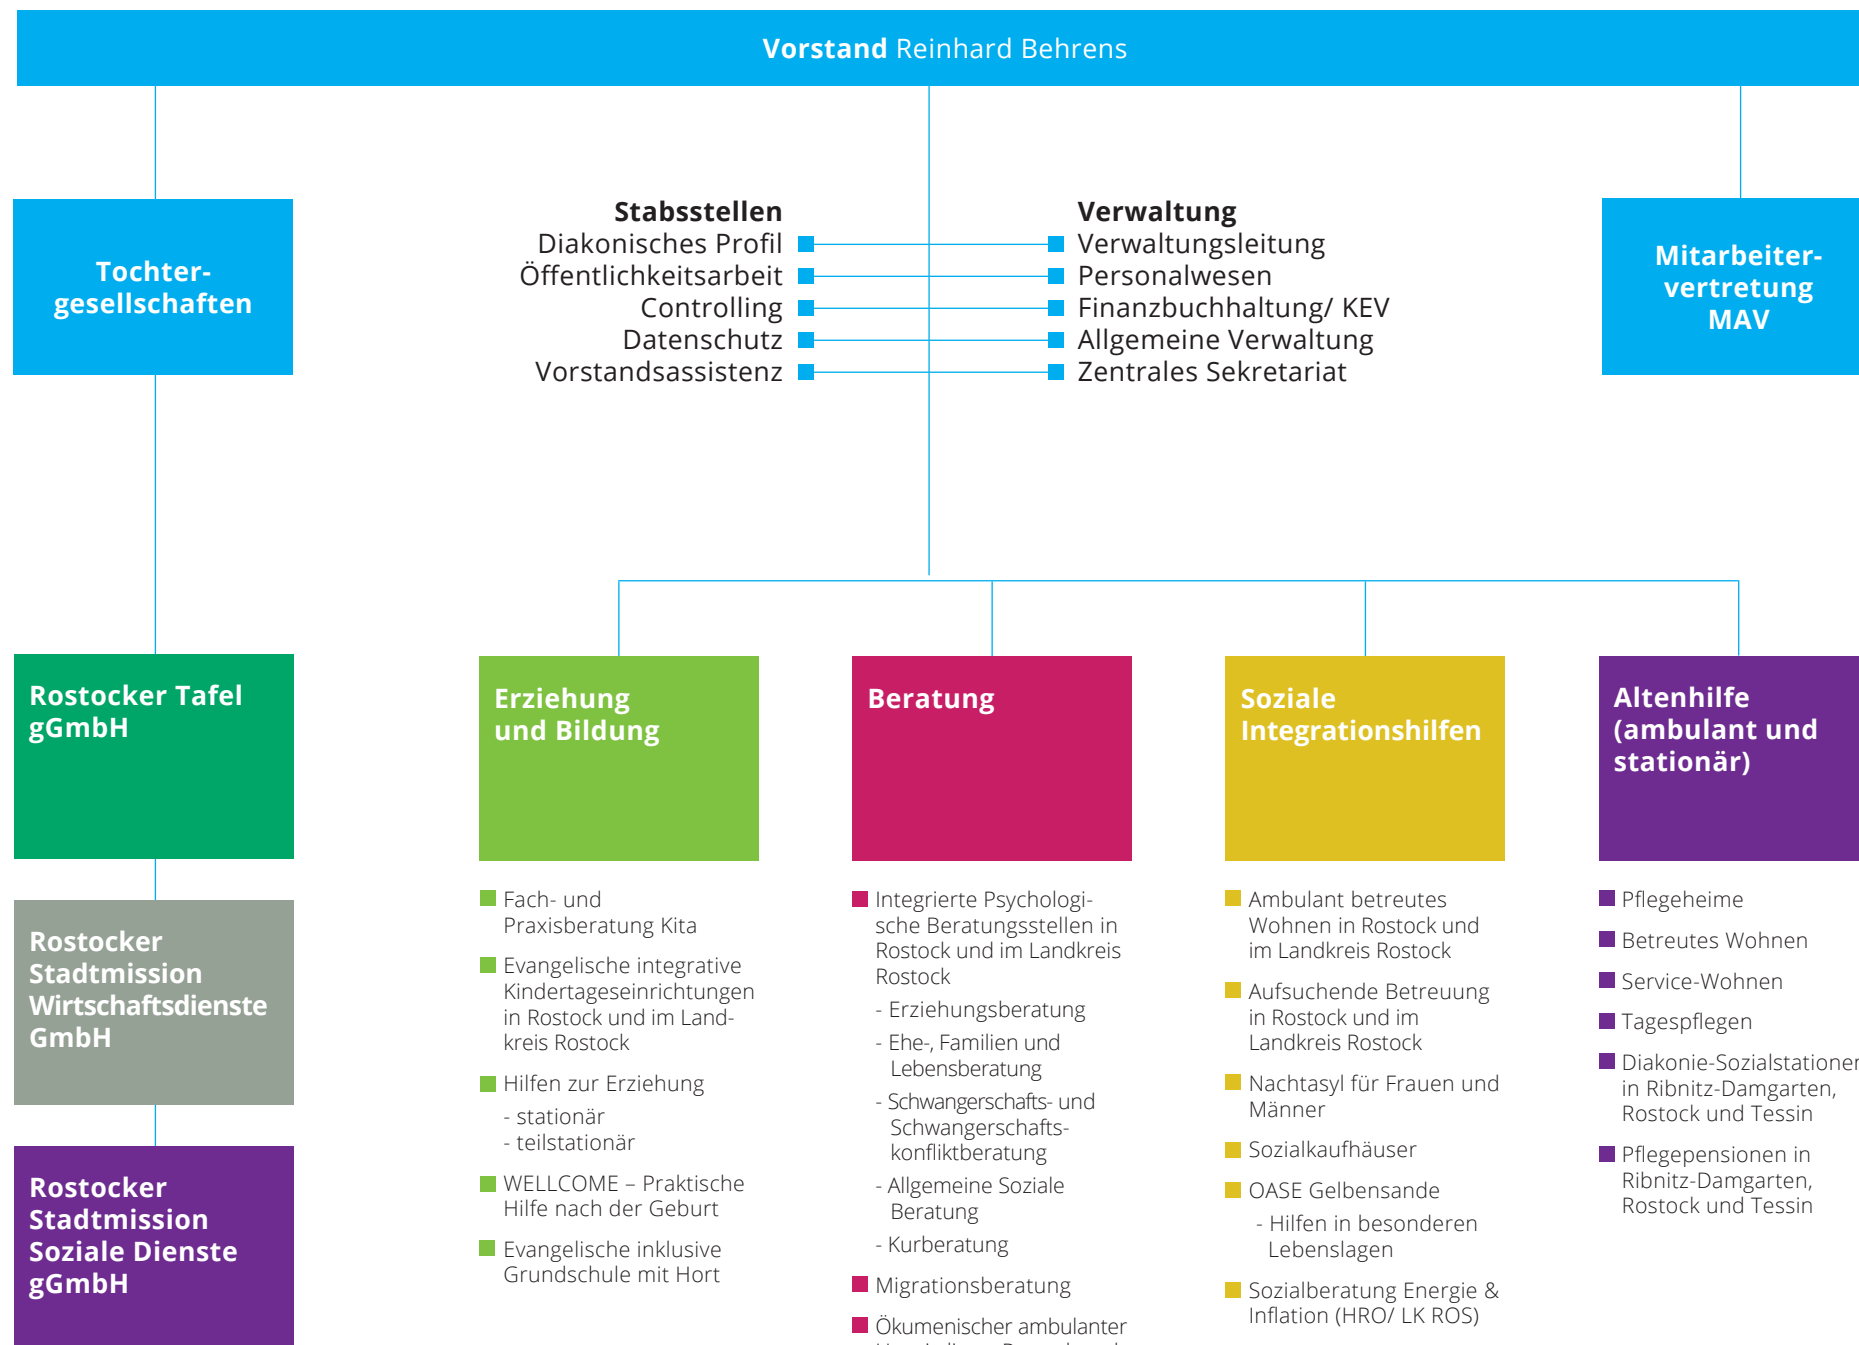 Vorstand Reinhard Behrens
Tochter-
gesellschaften
Stabsstellen
Diakonisches Profil
Öffentlichkeitsarbeit
Controlling
Datenschutz
Vorstandsassistenz
Verwaltung
Verwaltungsleitung
Personalwesen
Finanzbuchhaltung/ KEV
Allgemeine Verwaltung
Zentrales Sekretariat
Mitarbeiter-
vertretung
MAV
Rostocker Tafel
gGmbH
Rostocker
Stadtmission
Wirtschaftsdienste
GmbH
Rostocker
Stadtmission
Soziale Dienste
gGmbH
Erziehung
und Bildung
Fach- und
Praxisberatung Kita
Evangelische integrative
Kindertageseinrichtungen
in Rostock und im Land-
kreis Rostock
Hilfen zur Erziehung
- stationär
- teilstationär
WELLCOME – Praktische
Hilfe nach der Geburt
Evangelische inklusive
Grundschule mit Hort
Beratung
Integrierte Psychologi-
sche Beratungsstellen in
Rostock und im Landkreis
Rostock
- Erziehungsberatung
- Ehe-, Familien und
Lebensberatung
- Schwangerschafts- und
Schwangerschafts-
konfliktberatung
- Allgemeine Soziale
Beratung
- Kurberatung
Migrationsberatung
Ökumenischer ambulanter
Soziale
Integrationshilfen
Ambulant betreutes
Wohnen in Rostock und
im Landkreis Rostock
Aufsuchende Betreuung
in Rostock und im
Landkreis Rostock
Nachtasyl für Frauen und
Männer
Sozialkaufhäuser
OASE Gelbensande
- Hilfen in besonderen
Lebenslagen
Sozialberatung Energie &
Inflation (HRO/ LK ROS)
Altenhilfe
(ambulant und
stationär)
Pflegeheime
Betreutes Wohnen
Service-Wohnen
Tagespflegen
Diakonie-Sozialstationen
in Ribnitz-Damgarten,
Rostock und Tessin
Pflegepensionen in
Ribnitz-Damgarten,
Rostock und Tessin